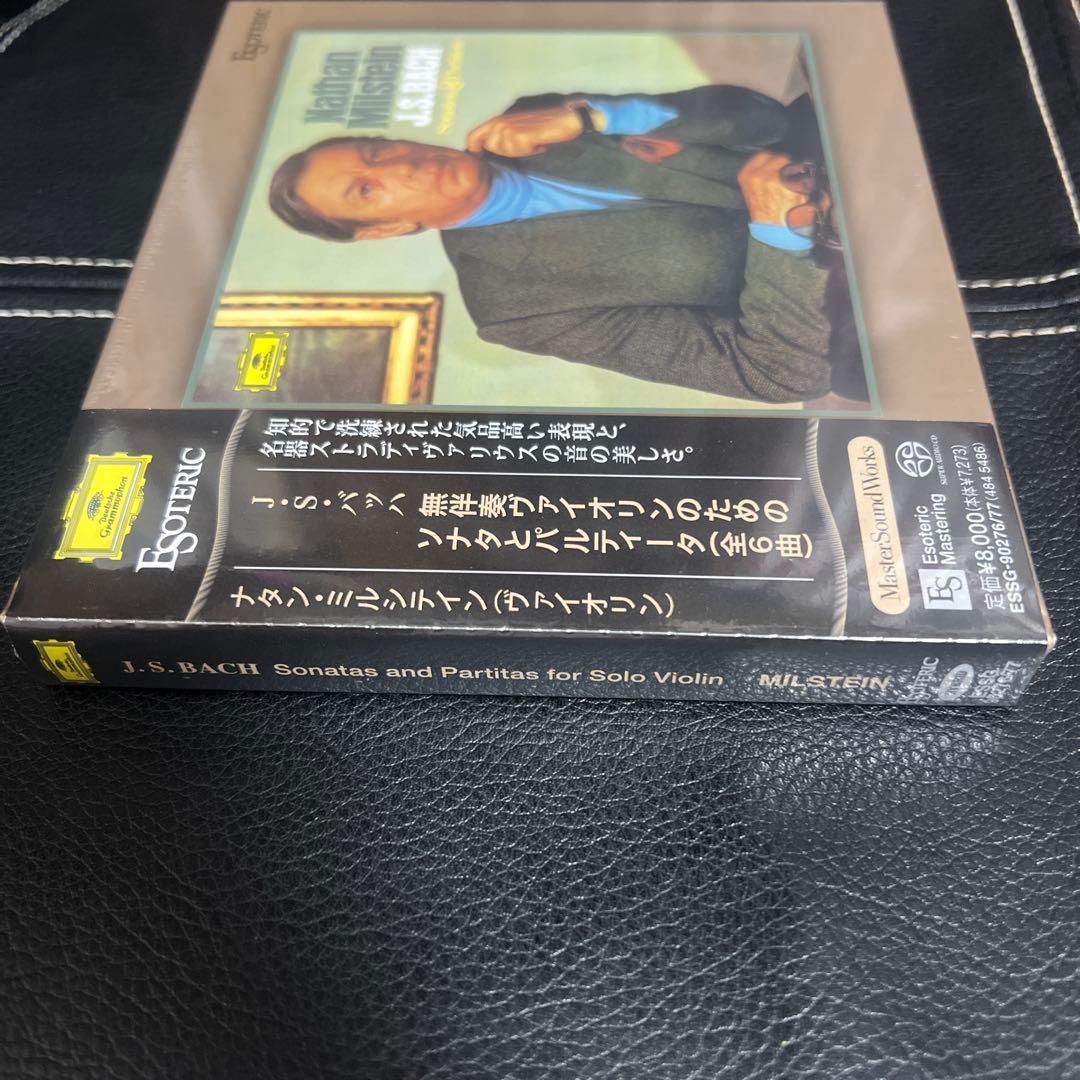 ESOTERIC
Nathan
Milstein
J.S.BACH
Deutsche
Grammophon
知的で洗練された気品高い表現と、
名器ストラディヴァリウスの音の美しさ。
J・S・バッハ 無伴奏ヴァイオリンのための
ソナタとパルティータ(全6曲)
ナタン・ミルシテイン(ヴァイオリン)
Deutsche
Grammophon
ESOTERIC
MasterSoundWorks
SUPER AUDIO CD
ES
Esoteric
Mastering
定価¥8,000(本体¥7,273)
ESSG-90276/77(484 5486)
J.S.BACH Sonatas and Partitas for Solo Violin MILSTEIN
ESOTERIC